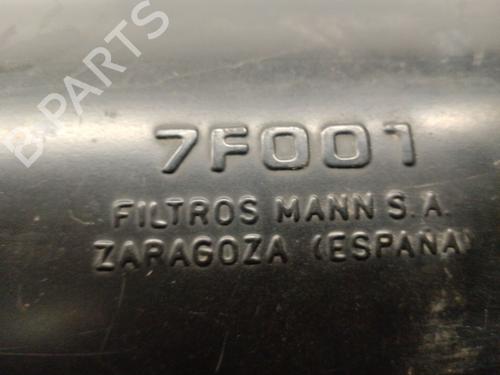 B-PARTS
7F001
FILTROS MANN S.A.
ZARAGOZA (ESPAÑA)